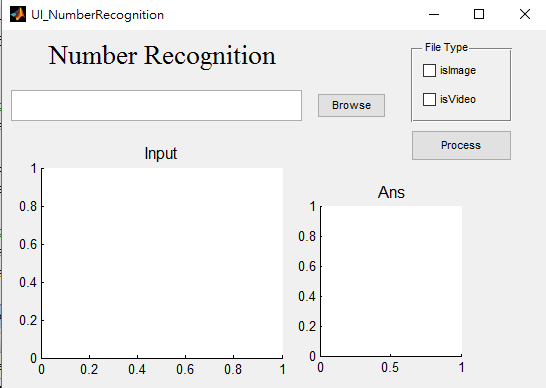 UI_NumberRecognition
Number Recognition
File Type
isImage
isVideo
Browse
Process
Input
1
0.8
0.6
0.4
0.2
0
0 0.2 0.4 0.6 0.8 1
Ans
1
0.8
0.6
0.4
0.2
0
0 0.5 1